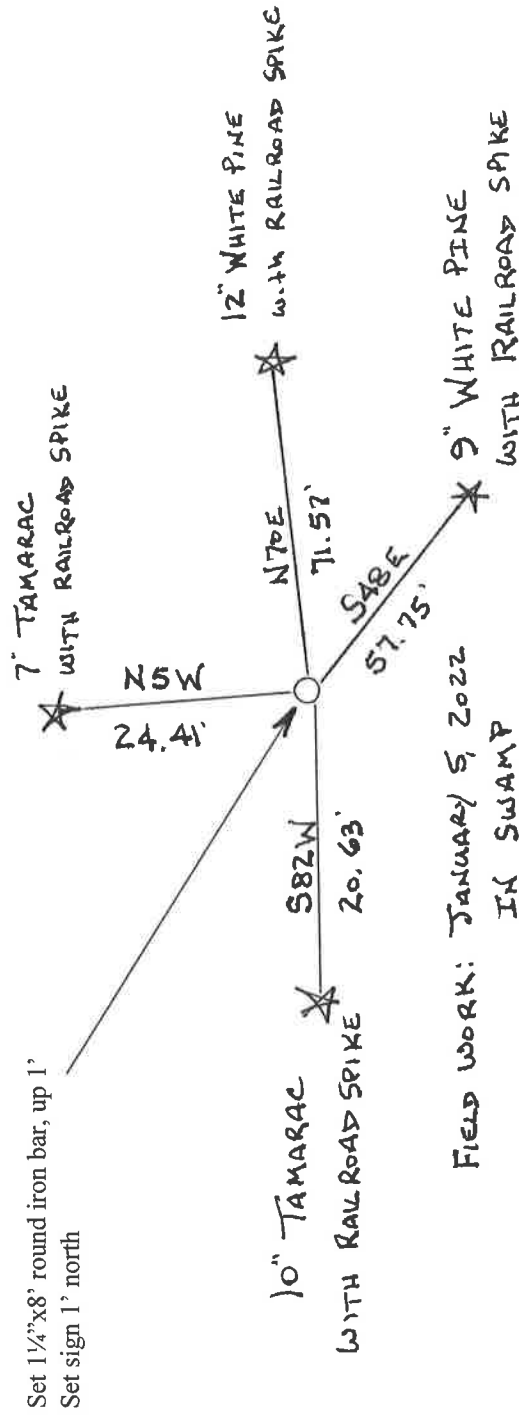 Set 1¼"x8' round iron bar, up 1'
Set sign 1' north
7" TAMARAC
WITH RAILROAD SPIKE
N5W
24.41'
12" WHITE PINE
with RAILROAD SPIKE
N70E
71.57'
S82W
20.63'
10" TAMARAC
WITH RAILROAD SPIKE
S48E
57.75'
9" WHITE PINE
WITH RAILROAD SPIKE
FIELD WORK: JANUARY 5, 2022
IN SWAMP